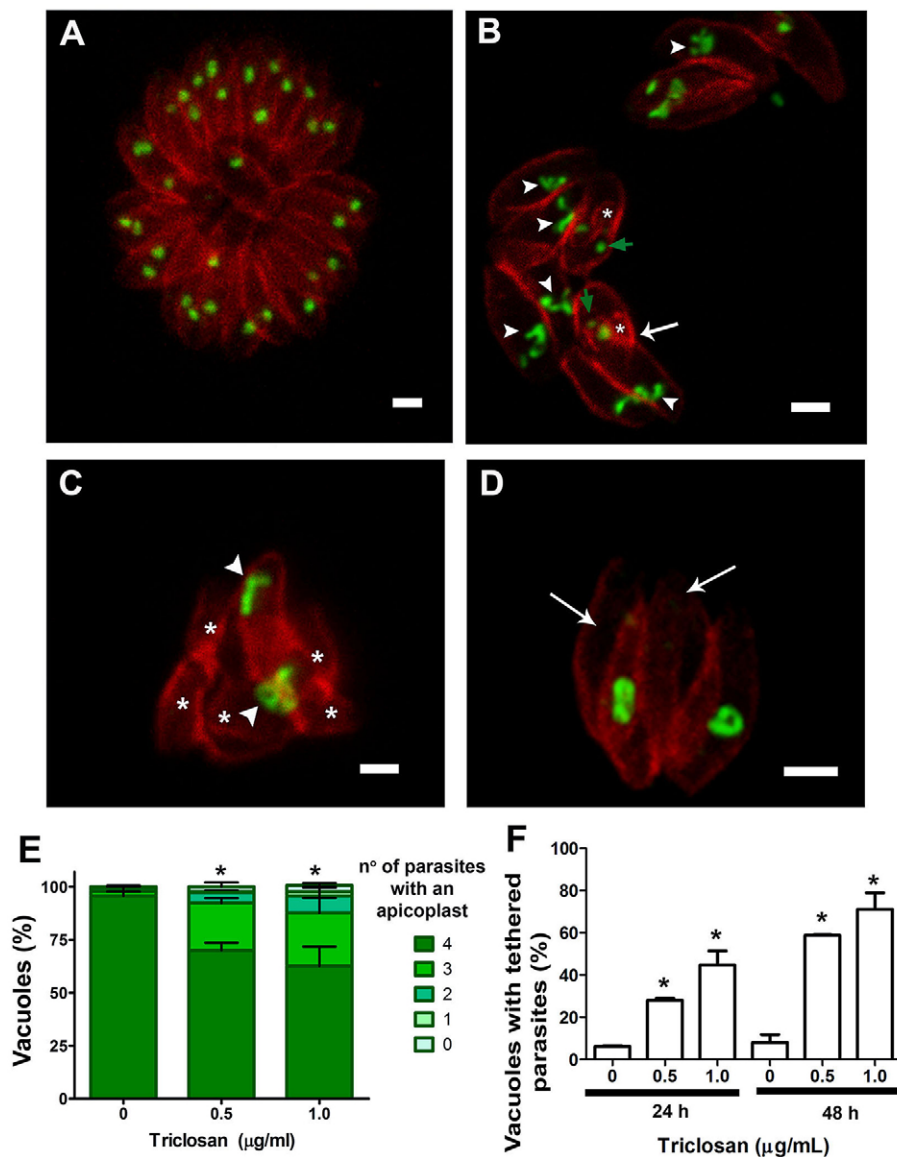 A
B
*
*
C
*
*
*
*
*
D
E
* *
nº of parasites
with an
apicoplast
100
75
50
25
0
Vacuoles (%)
4
3
2
1
0
0 0.5 1.0
Triclosan (µg/ml)
F
Vacuoles with tethered
parasites (%)
100
80
60
40
20
0
* * * *
0 0.5 1.0 0 0.5 1.0
24 h 48 h
Triclosan (µg/mL)